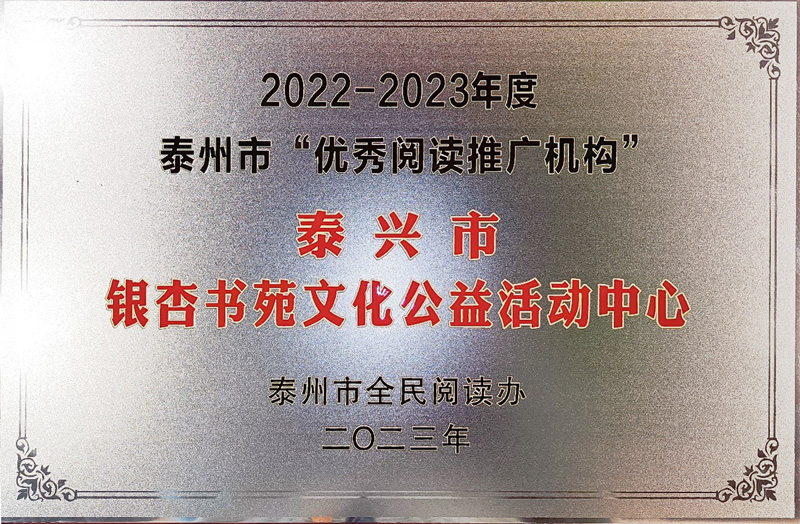 2022-2023年度
泰州市“优秀阅读推广机构”
泰兴市
银杏书苑文化公益活动中心
泰州市全民阅读办
二〇二三年